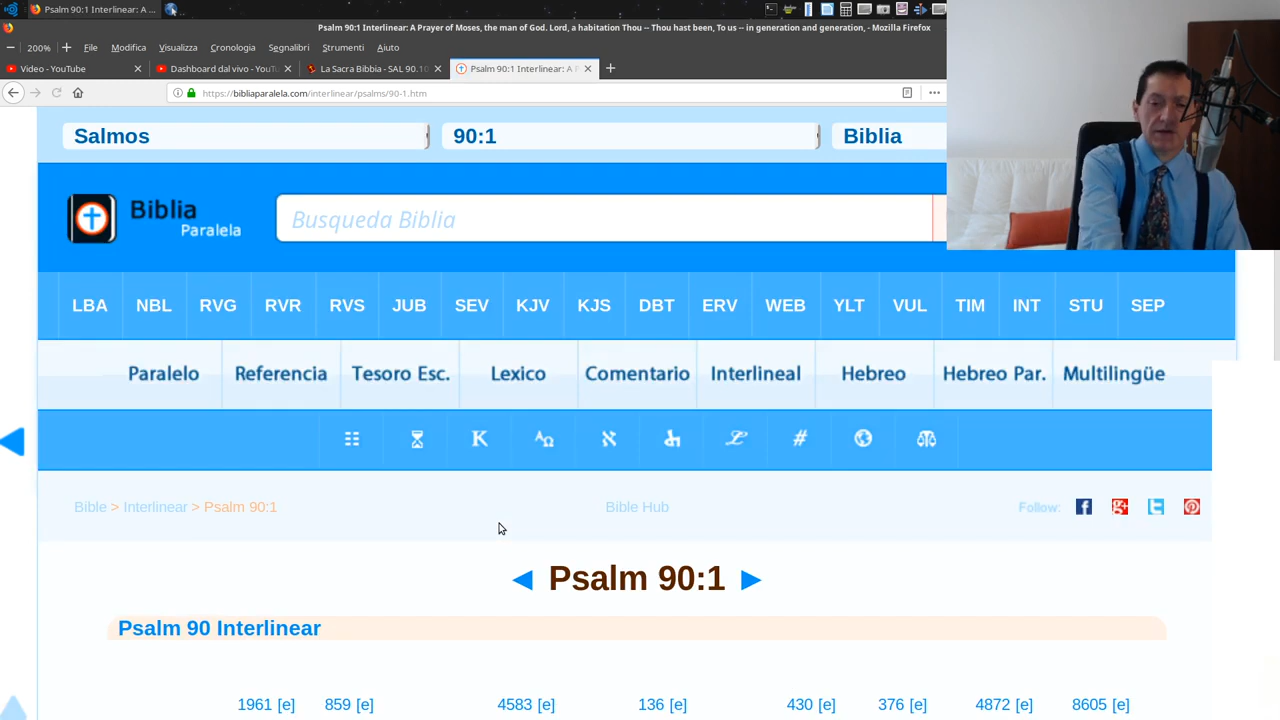 Psalm 90:1 Interlinear: A ...
Psalm 90:1 Interlinear: A Prayer of Moses, the man of God. Lord, a habitation Thou -- Thou hast been, To us -- in generation and generation, - Mozilla Firefox
200% File Modifica Visualizza Cronologia Segnalibri Strumenti Aiuto
Video - YouTube Dashboard dal vivo - YouTu La Sacra Bibbia - SAL 90.10 Psalm 90:1 Interlinear: A P
https://bibliaparalela.com/interlinear/psalms/90-1.htm
Salmos 90:1 Biblia
Biblia
Paralela
Busqueda Biblia
LBA NBL RVG RVR RVS JUB SEV KJV KJS DBT ERV WEB YLT VUL TIM INT STU SEP
Paralelo Referencia Tesoro Esc. Lexico Comentario Interlineal Hebreo Hebreo Par. Multilingüe
Bible > Interlinear > Psalm 90:1 Bible Hub Follow:
◄ Psalm 90:1 ►
Psalm 90 Interlinear
1961 [e] 859 [e] 4583 [e] 136 [e] 430 [e] 376 [e] 4872 [e] 8605 [e]